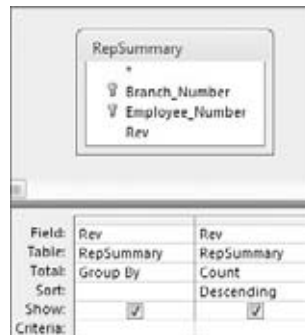 RepSummary
*
Branch_Number
Employee_Number
Rev
Field: Rev Rev
Table: RepSummary RepSummary
Total: Group By Count
Sort: Descending
Show:
Criteria: